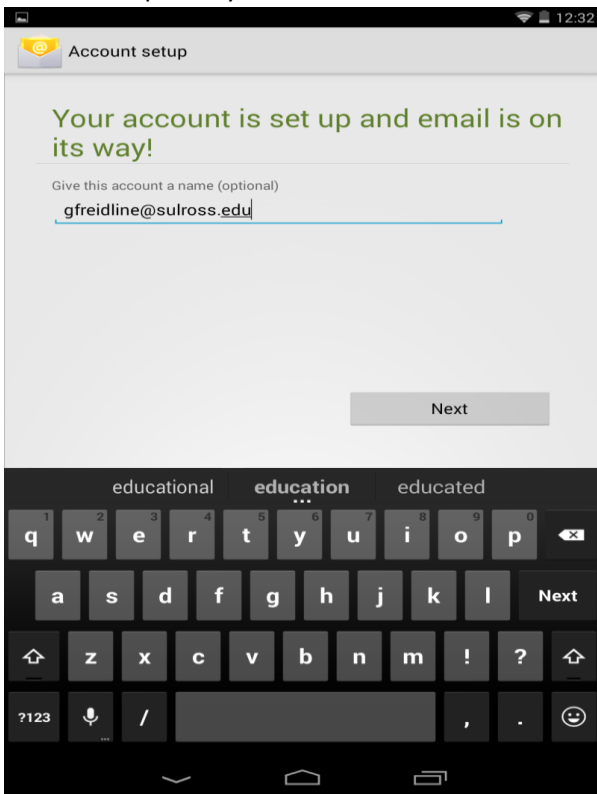 12:32
Account setup
Your account is set up and email is on
its way!
Give this account a name (optional)
gfreidline@sulross.edu
Next
educational education educated
q 1 w 2 e 3 r 4 t 5 y 6 u 7 i 8 o 9 p 0
a s d f g h j k l Next
z x c v b n m ! ?
?123 / , .